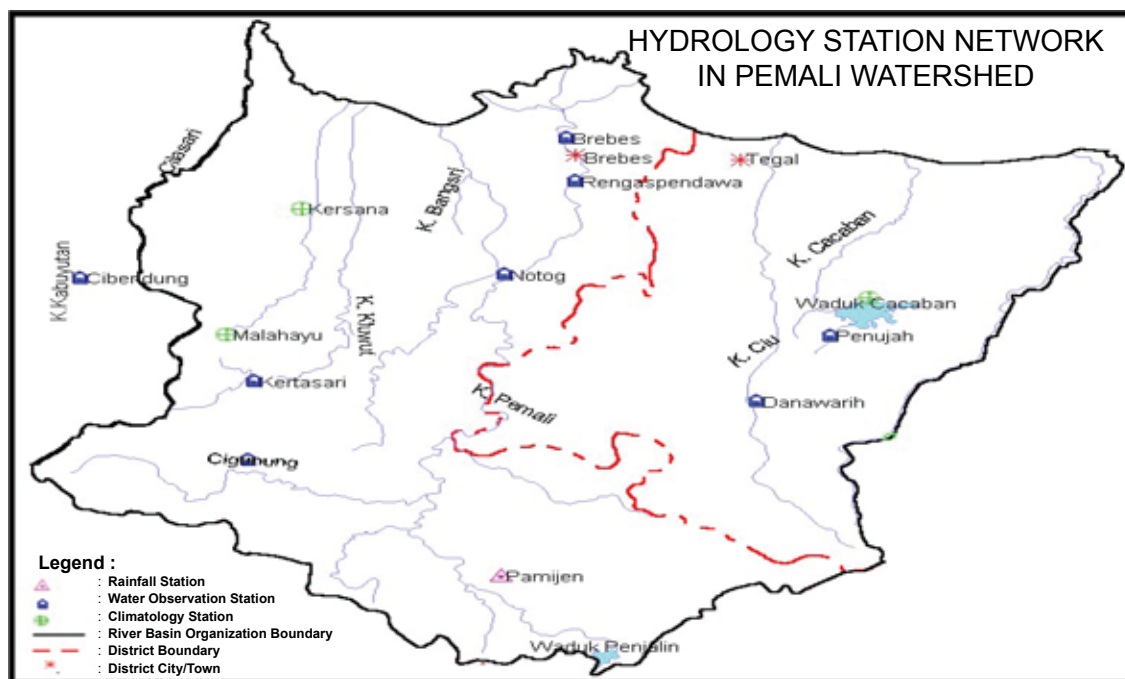 HYDROLOGY STATION NETWORK
IN PEMALI WATERSHED
Brebes
Brebes
Tegal
Rengaspendawa
Cilasari
Kersana
K. Bangsri
K. Cacaban
K.Kabuyutan
Ciberdung
Notog
Waduk Cacaban
K. Kluwut
Malahayu
Penujah
K. Clu
Kertasari
K. Pemali
Danawarih
Cigunung
Pamijen
Waduk Penjalin
Legend :
: Rainfall Station
: Water Observation Station
: Climatology Station
: River Basin Organization Boundary
: District Boundary
: District City/Town